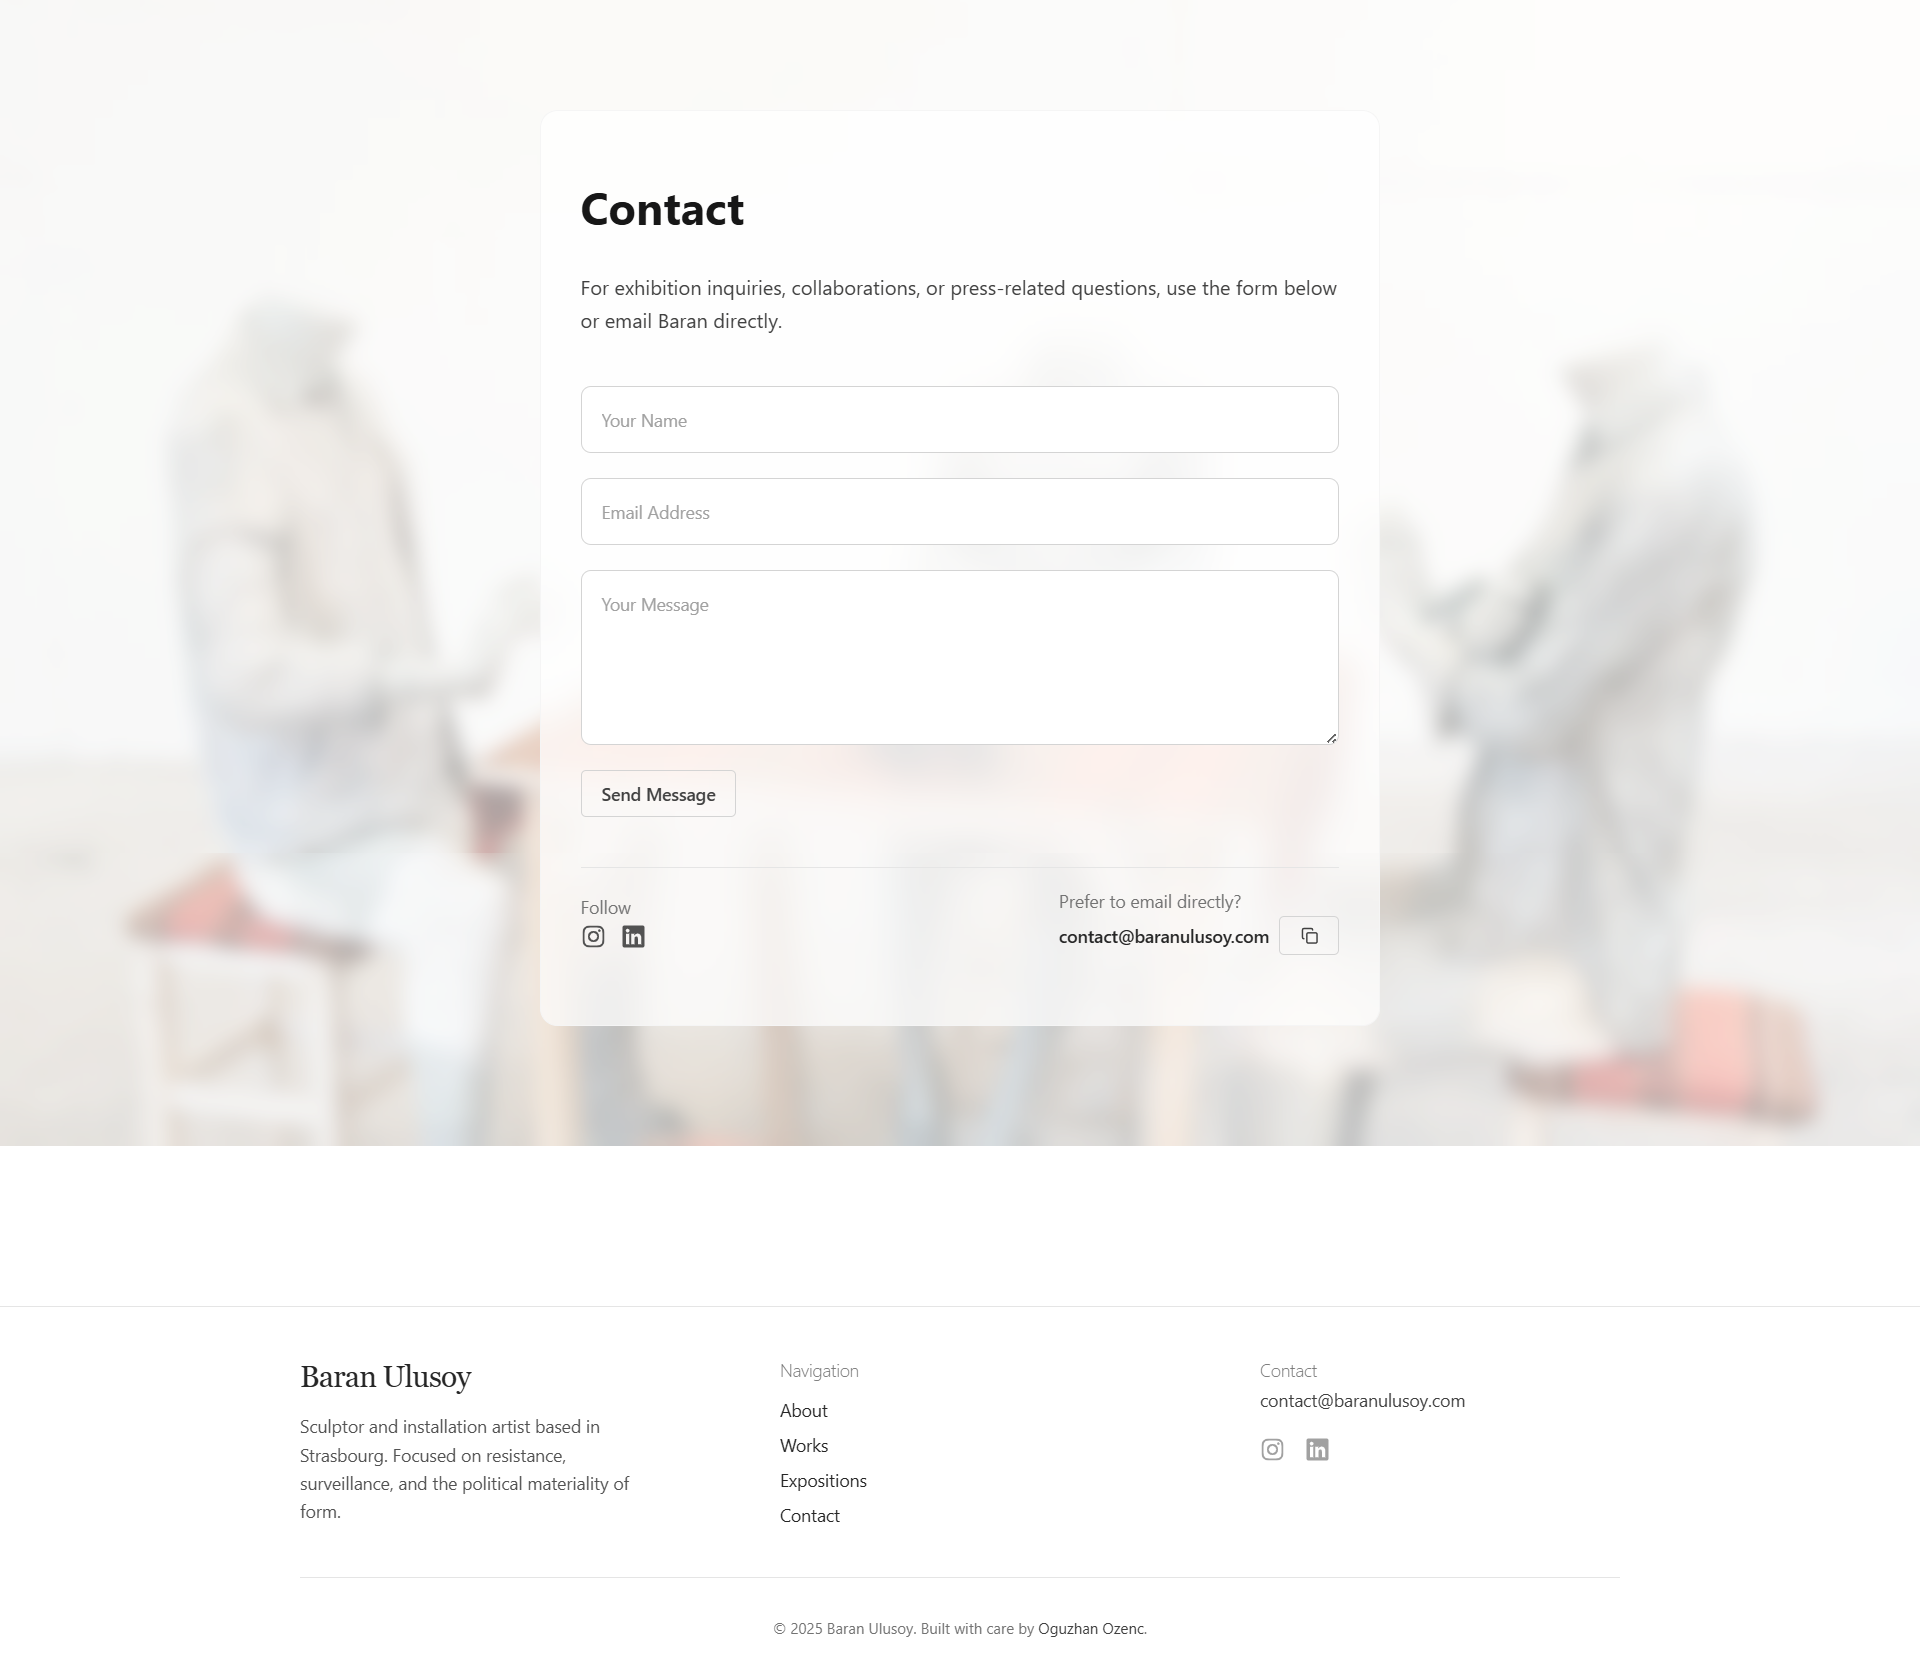 Contact
For exhibition inquiries, collaborations, or press-related questions, use the form below
or email Baran directly.
Your Name
Email Address
Your Message
Send Message
Follow
Prefer to email directly?
contact@baranulusoy.com
Baran Ulusoy
Sculptor and installation artist based in
Strasbourg. Focused on resistance,
surveillance, and the political materiality of
form.
Navigation
About
Works
Expositions
Contact
Contact
contact@baranulusoy.com
© 2025 Baran Ulusoy. Built with care by Oguzhan Ozenc.